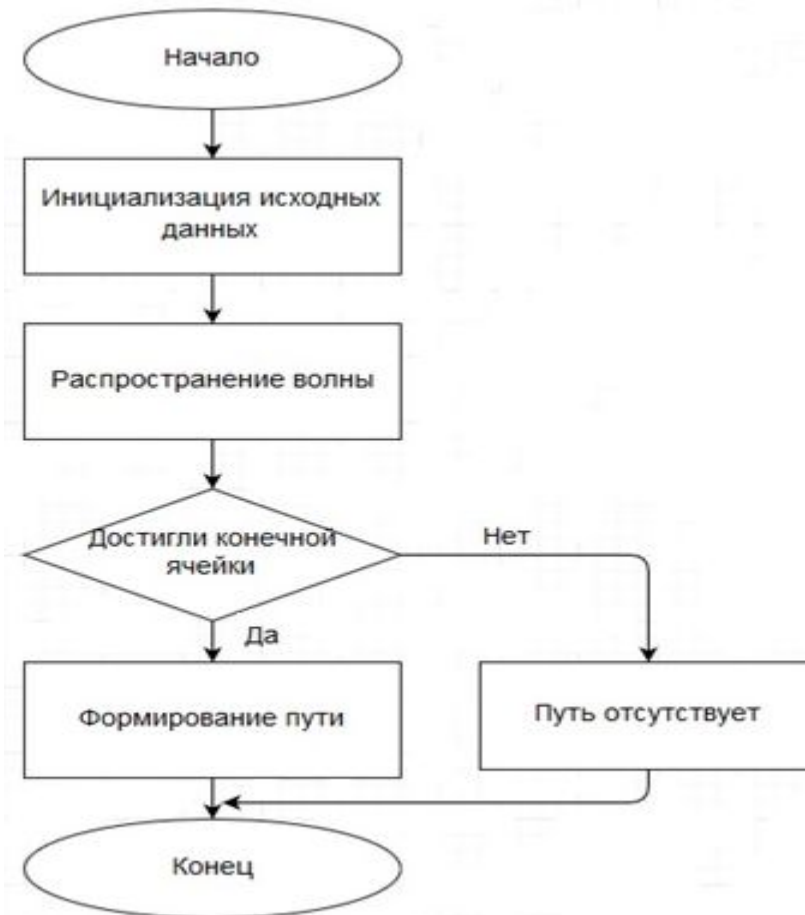 Начало
Инициализация исходных
данных
Распространение волны
Достигли конечной
ячейки
Нет
Да
Формирование пути
Путь отсутствует
Конец